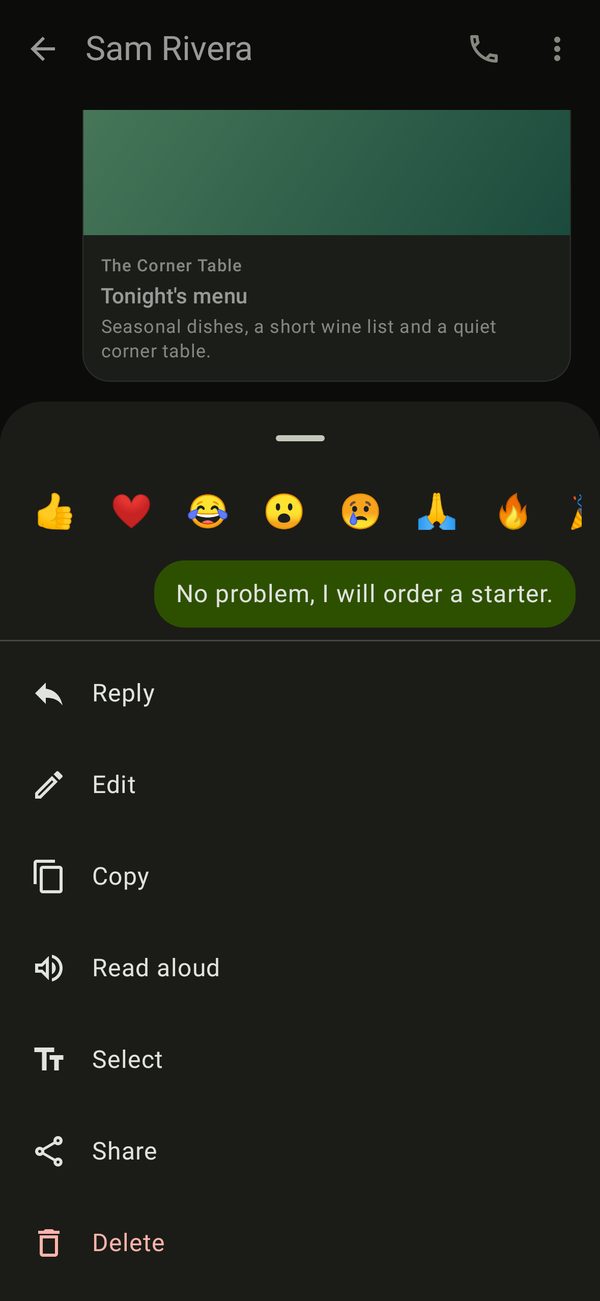 Sam Rivera
The Corner Table
Tonight's menu
Seasonal dishes, a short wine list and a quiet
corner table.
No problem, I will order a starter.
Reply
Edit
Copy
Read aloud
Select
Share
Delete